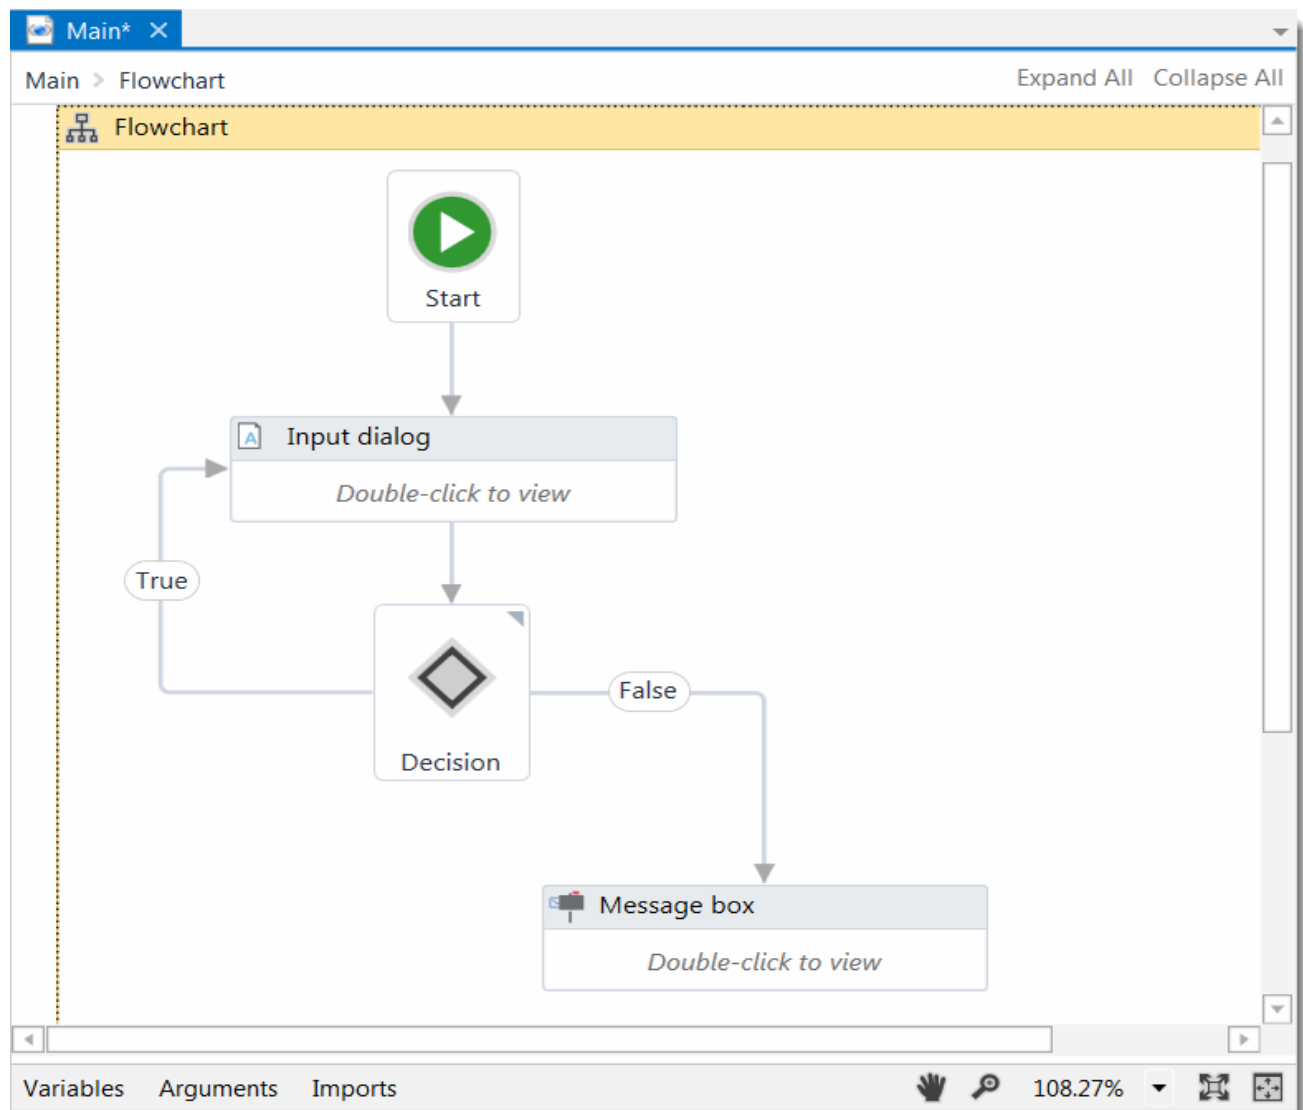 Main*
Main > Flowchart
Expand All Collapse All
Flowchart
Start
Input dialog
Double-click to view
True
False
Decision
Message box
Double-click to view
Variables Arguments Imports
108.27%